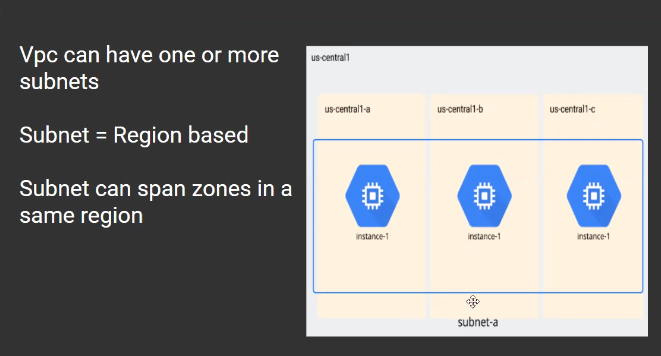 Vpc can have one or more
subnets
Subnet = Region based
Subnet can span zones in a
same region
us-central1
us-central1-a
us-central1-b
us-central1-c
instance-1
instance-1
instance-1
subnet-a